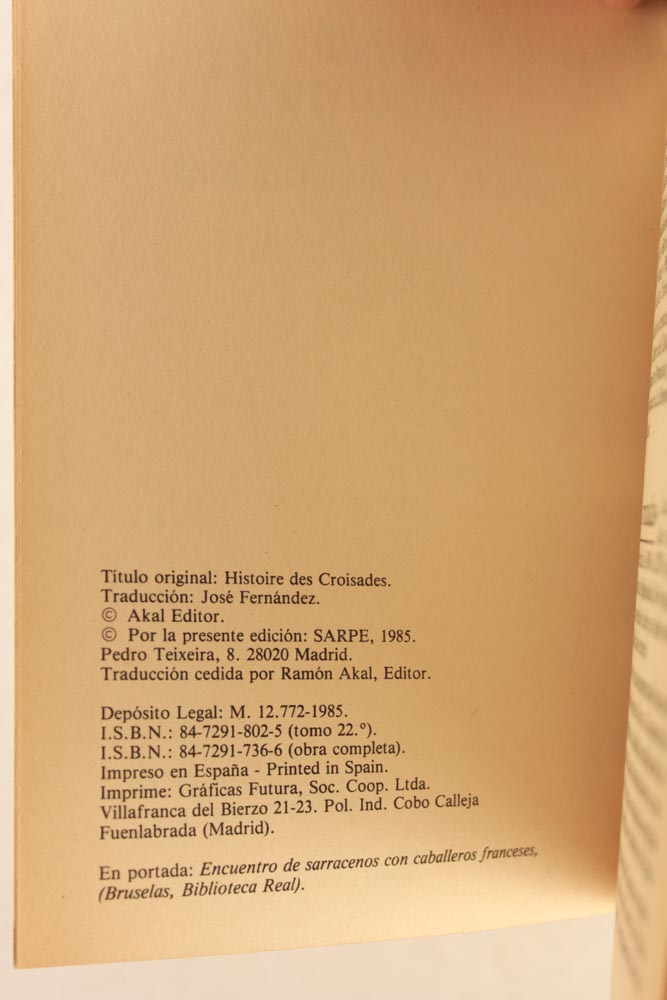 Título original: Histoire des Croisades.
Traducción: José Fernández.
© Akal Editor.
© Por la presente edición: SARPE, 1985.
Pedro Teixeira, 8. 28020 Madrid.
Traducción cedida por Ramón Akal, Editor.
Depósito Legal: M. 12.772-1985.
I.S.B.N.: 84-7291-802-5 (tomo 22.º).
I.S.B.N.: 84-7291-736-6 (obra completa).
Impreso en España - Printed in Spain.
Imprime: Gráficas Futura, Soc. Coop. Ltda.
Villafranca del Bierzo 21-23. Pol. Ind. Cobo Calleja
Fuenlabrada (Madrid).
En portada: Encuentro de sarracenos con caballeros franceses,
(Bruselas, Biblioteca Real).